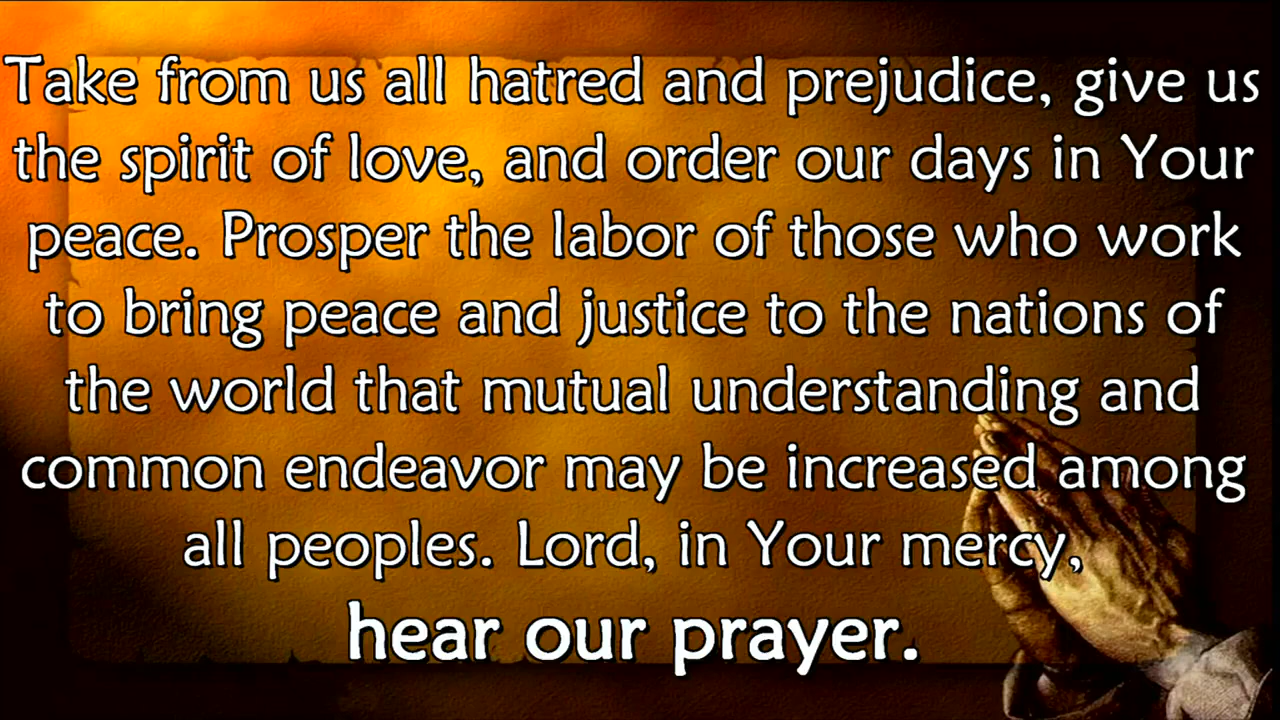 Take from us all hatred and prejudice, give us
the spirit of love, and order our days in Your
peace. Prosper the labor of those who work
to bring peace and justice to the nations of
the world that mutual understanding and
common endeavor may be increased among
all peoples. Lord, in Your mercy,
hear our prayer.